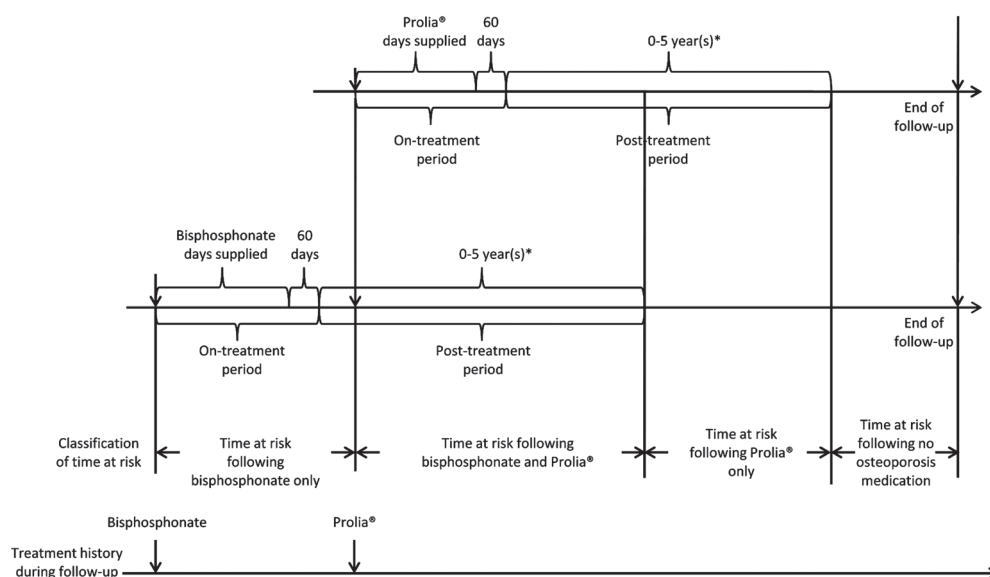 Prolia®
days supplied
60
days
0-5 year(s)*
On-treatment
period
Post-treatment
period
End of
follow-up
Bisphosphonate
days supplied
60
days
0-5 year(s)*
On-treatment
period
Post-treatment
period
End of
follow-up
Classification
of time at risk
Time at risk
following
bisphosphonate only
Time at risk following
bisphosphonate and Prolia®
Time at risk
following Prolia®
only
Time at risk
following no
osteoporosis
medication
Bisphosphonate
Prolia®
Treatment history
during follow-up